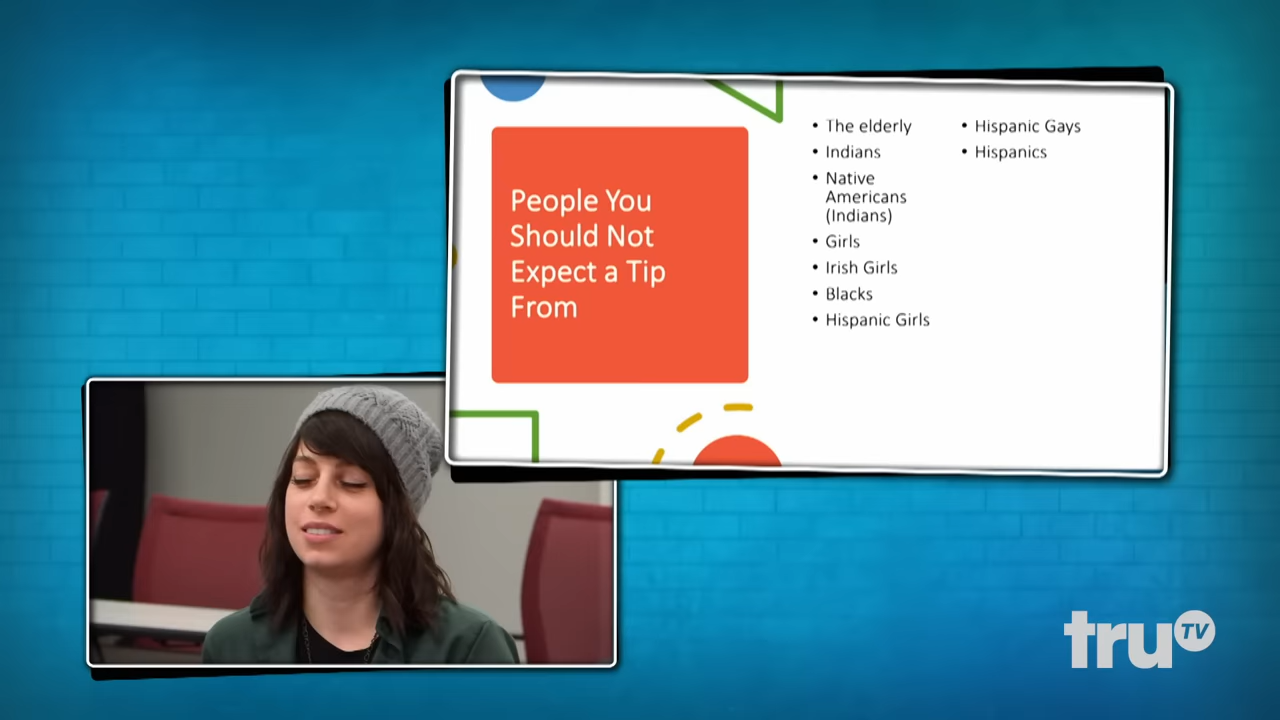 People You
Should Not
Expect a Tip
From
• The elderly
• Indians
• Native
Americans
(Indians)
• Girls
• Irish Girls
• Blacks
• Hispanic Girls
• Hispanic Gays
• Hispanics
truTV